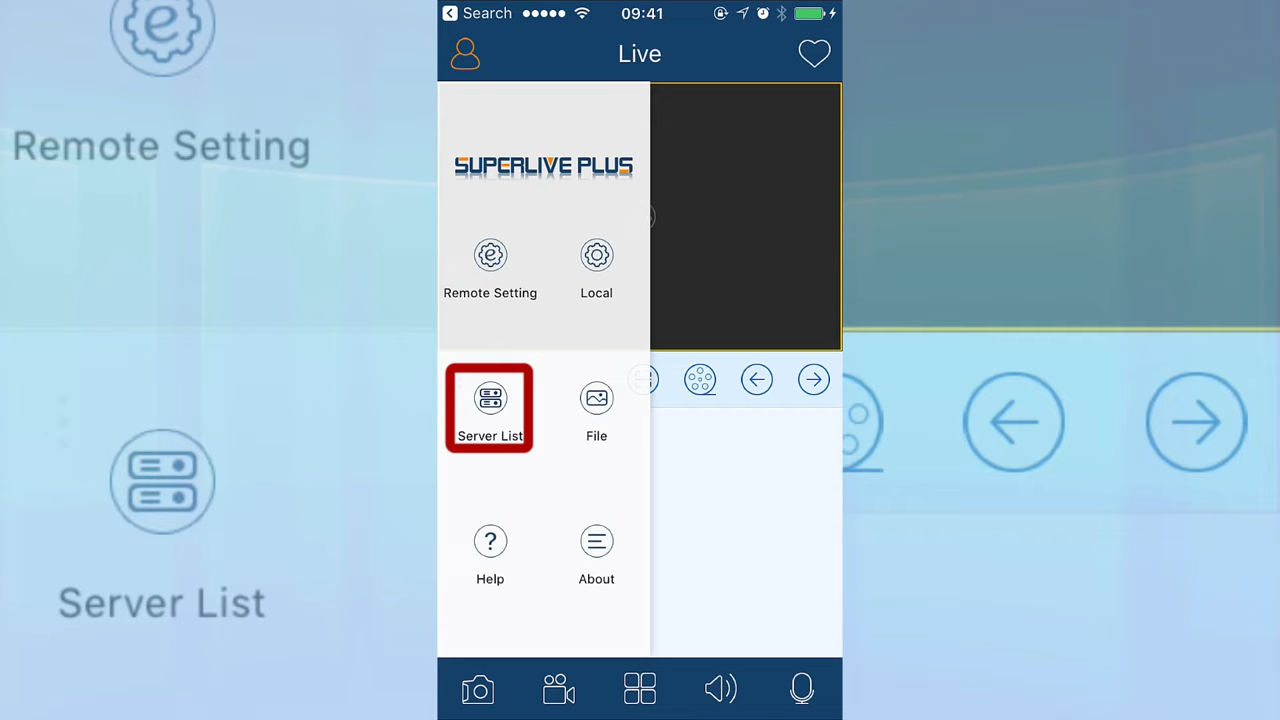 Search
09:41
Live
SUPERLIVE PLUS
Remote Setting
Local
Server List
File
?
Help
About
Remote Setting
Server List